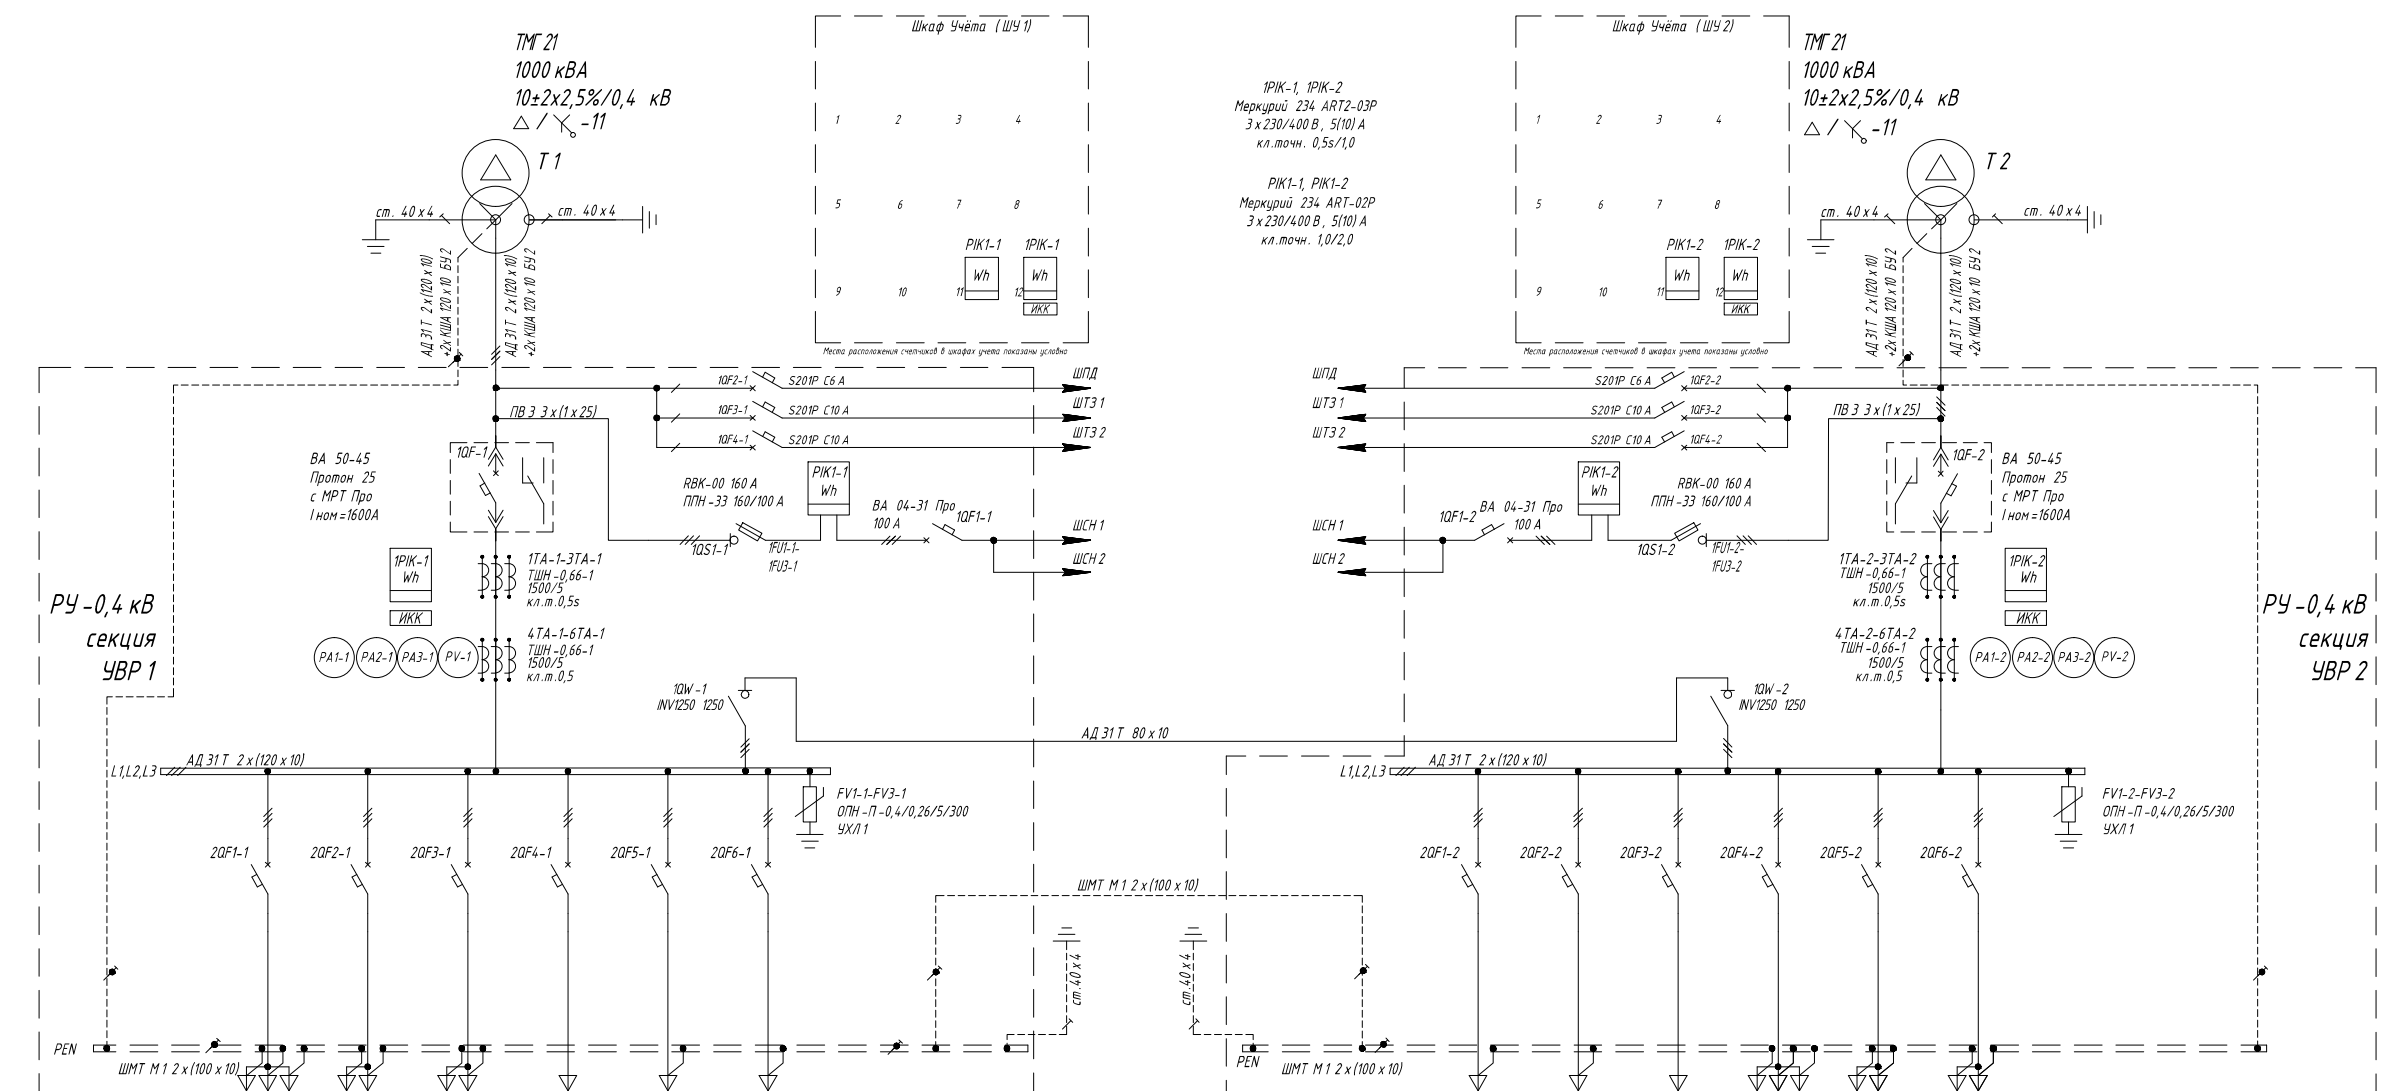 ТМГ 21
1000 кВА
10±2х2,5%/0,4 кВ
△ / -11
Т 1
ст. 40х4
ст. 40х4
АД 31 Т 2 х (120 х 10)
+2х КША 120 х 10 БУ 2
АД 31 Т 2 х (120 х 10)
+2х КША 120 х 10 БУ 2
Шкаф Учёта (ШУ 1)
1 2 3 4
5 6 7 8
PIK1-1 1PIK-1
Wh Wh
9 10 11 12
ИКК
Места расположения счетчиков в шкафах учета показаны условно
1PIK-1, 1PIK-2
Меркурий 234 ART2-03P
3 х 230/400 В, 5(10) А
кл.точн. 0,5s/1,0
PIK1-1, PIK1-2
Меркурий 234 ART-02P
3 х 230/400 В, 5(10) А
кл.точн. 1,0/2,0
Шкаф Учёта (ШУ 2)
1 2 3 4
5 6 7 8
PIK1-2 1PIK-2
Wh Wh
9 10 11 12
ИКК
Места расположения счетчиков в шкафах учета показаны условно
ТМГ 21
1000 кВА
10±2х2,5%/0,4 кВ
△ / -11
Т 2
ст. 40х4
ст. 40х4
АД 31 Т 2 х (120 х 10)
+2х КША 120 х 10 БУ 2
АД 31 Т 2 х (120 х 10)
+2х КША 120 х 10 БУ 2
1QF2-1 S201P C6 А ШПД
1QF3-1 S201P C10 А ШТЗ 1
1QF4-1 S201P C10 А ШТЗ 2
ПВ 3 3 х (1 х 25)
1QF-1
ВА 50-45
Протон 25
с МРТ Про
I ном =1600А
RBK-00 160 А
ППН-33 160/100 А
1QS1-1
1FU1-1-
1FU3-1
PIK1-1
Wh
ВА 04-31 Про
100 А
1QF1-1
ШСН 1
ШСН 2
1PIK-1
Wh
ИКК
1ТА-1-3ТА-1
ТШН-0,66-1
1500/5
кл.т.0,5s
4ТА-1-6ТА-1
ТШН-0,66-1
1500/5
кл.т.0,5
PA1-1 PA2-1 PA3-1 PV-1
РУ-0,4 кВ
секция
УВР 1
1QW-1
INV1250 1250
АД 31 Т 80 х 10
L1,L2,L3
АД 31 Т 2 х (120 х 10)
FV1-1-FV3-1
ОПН-П-0,4/0,26/5/300
УХЛ 1
2QF1-1 2QF2-1 2QF3-1 2QF4-1 2QF5-1 2QF6-1
PEN
ШМТ М 1 2 х (100 х 10)
ШМТ М 1 2 х (100 х 10)
ст.40 х 4
ст.40 х 4
ШПД S201P C6 А 1QF2-2
ШТЗ 1 S201P C10 А 1QF3-2
ШТЗ 2 S201P C10 А 1QF4-2
ПВ 3 3 х (1 х 25)
1QF-2
ВА 50-45
Протон 25
с МРТ Про
I ном =1600А
ШСН 1
ШСН 2
1QF1-2
ВА 04-31 Про
100 А
PIK1-2
Wh
RBK-00 160 А
ППН-33 160/100 А
1QS1-2
1FU1-2-
1FU3-2
1ТА-2-3ТА-2
ТШН-0,66-1
1500/5
кл.т.0,5s
4ТА-2-6ТА-2
ТШН-0,66-1
1500/5
кл.т.0,5
1PIK-2
Wh
ИКК
PA1-2 PA2-2 PA3-2 PV-2
РУ-0,4 кВ
секция
УВР 2
1QW-2
INV1250 1250
L1,L2,L3
АД 31 Т 2 х (120 х 10)
FV1-2-FV3-2
ОПН-П-0,4/0,26/5/300
УХЛ 1
2QF1-2 2QF2-2 2QF3-2 2QF4-2 2QF5-2 2QF6-2
PEN
ШМТ М 1 2 х (100 х 10)